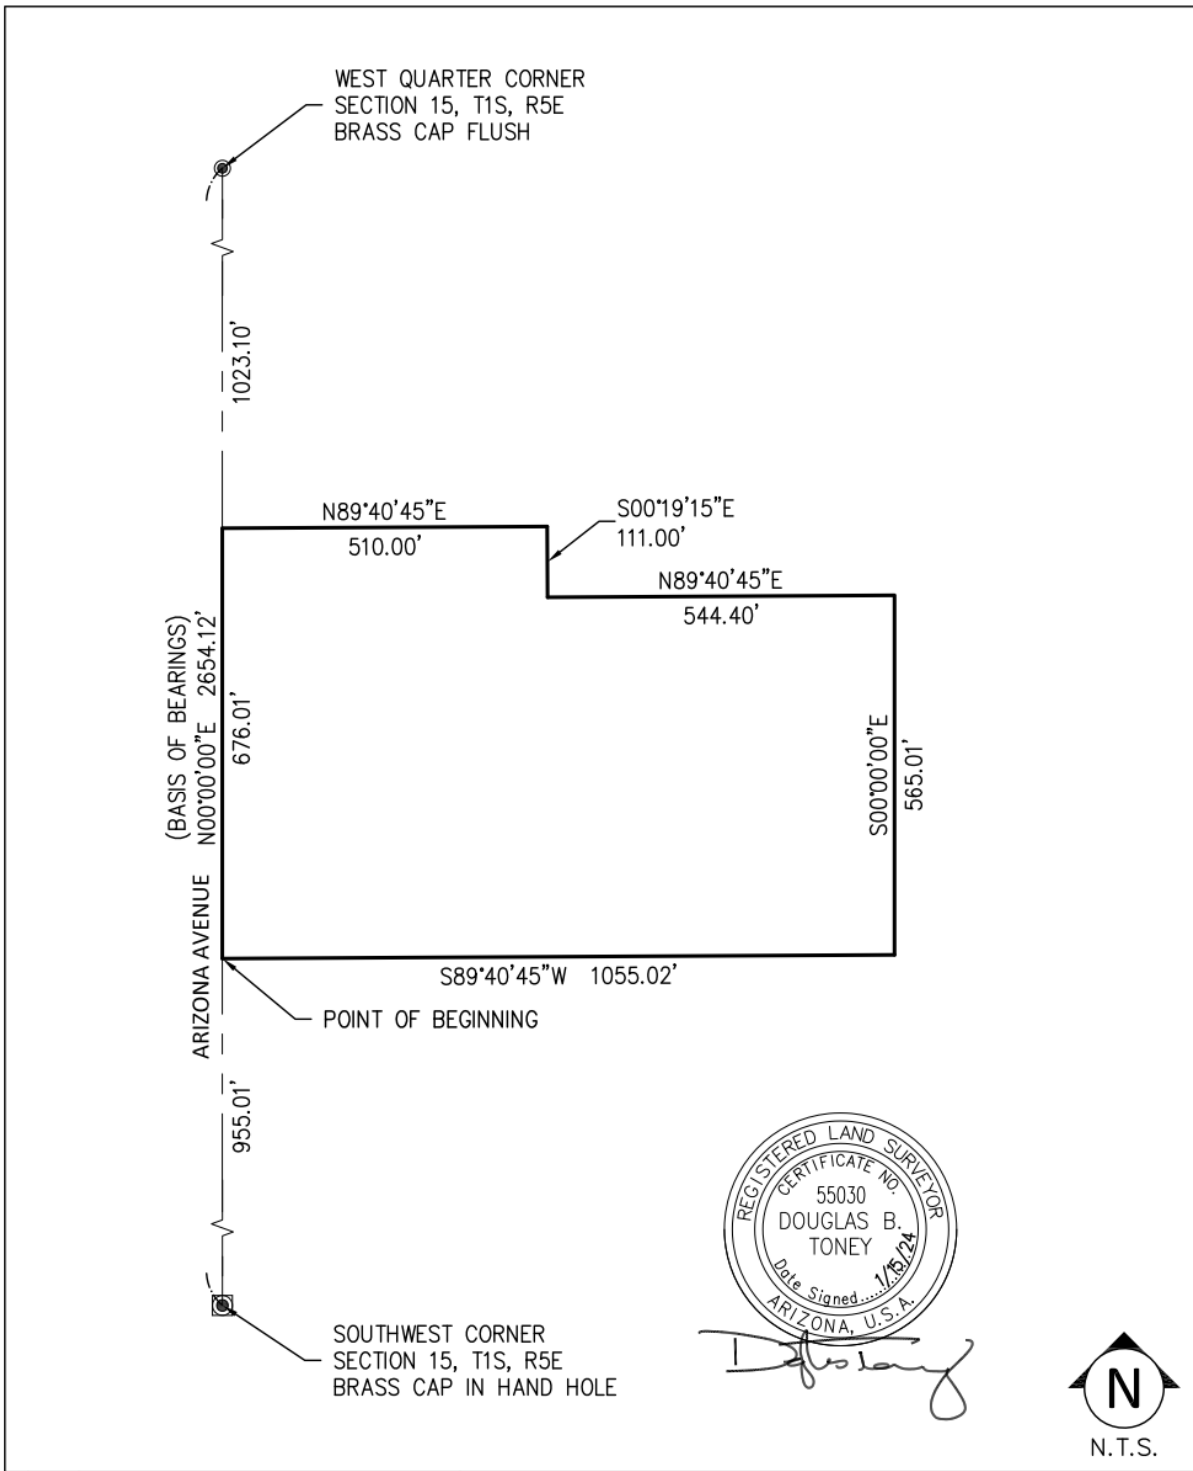 WEST QUARTER CORNER
SECTION 15, T1S, R5E
BRASS CAP FLUSH
1023.10'
N89°40'45"E
510.00'
S00°19'15"E
111.00'
N89°40'45"E
544.40'
(BASIS OF BEARINGS)
N00°00'00"E 2654.12'
676.01'
S00°00'00"E
565.01'
ARIZONA AVENUE
S89°40'45"W 1055.02'
POINT OF BEGINNING
955.01'
REGISTERED LAND SURVEYOR
CERTIFICATE NO.
55030
DOUGLAS B.
TONEY
Date Signed......1/15/24
ARIZONA, U.S.A.
SOUTHWEST CORNER
SECTION 15, T1S, R5E
BRASS CAP IN HAND HOLE
N
N.T.S.